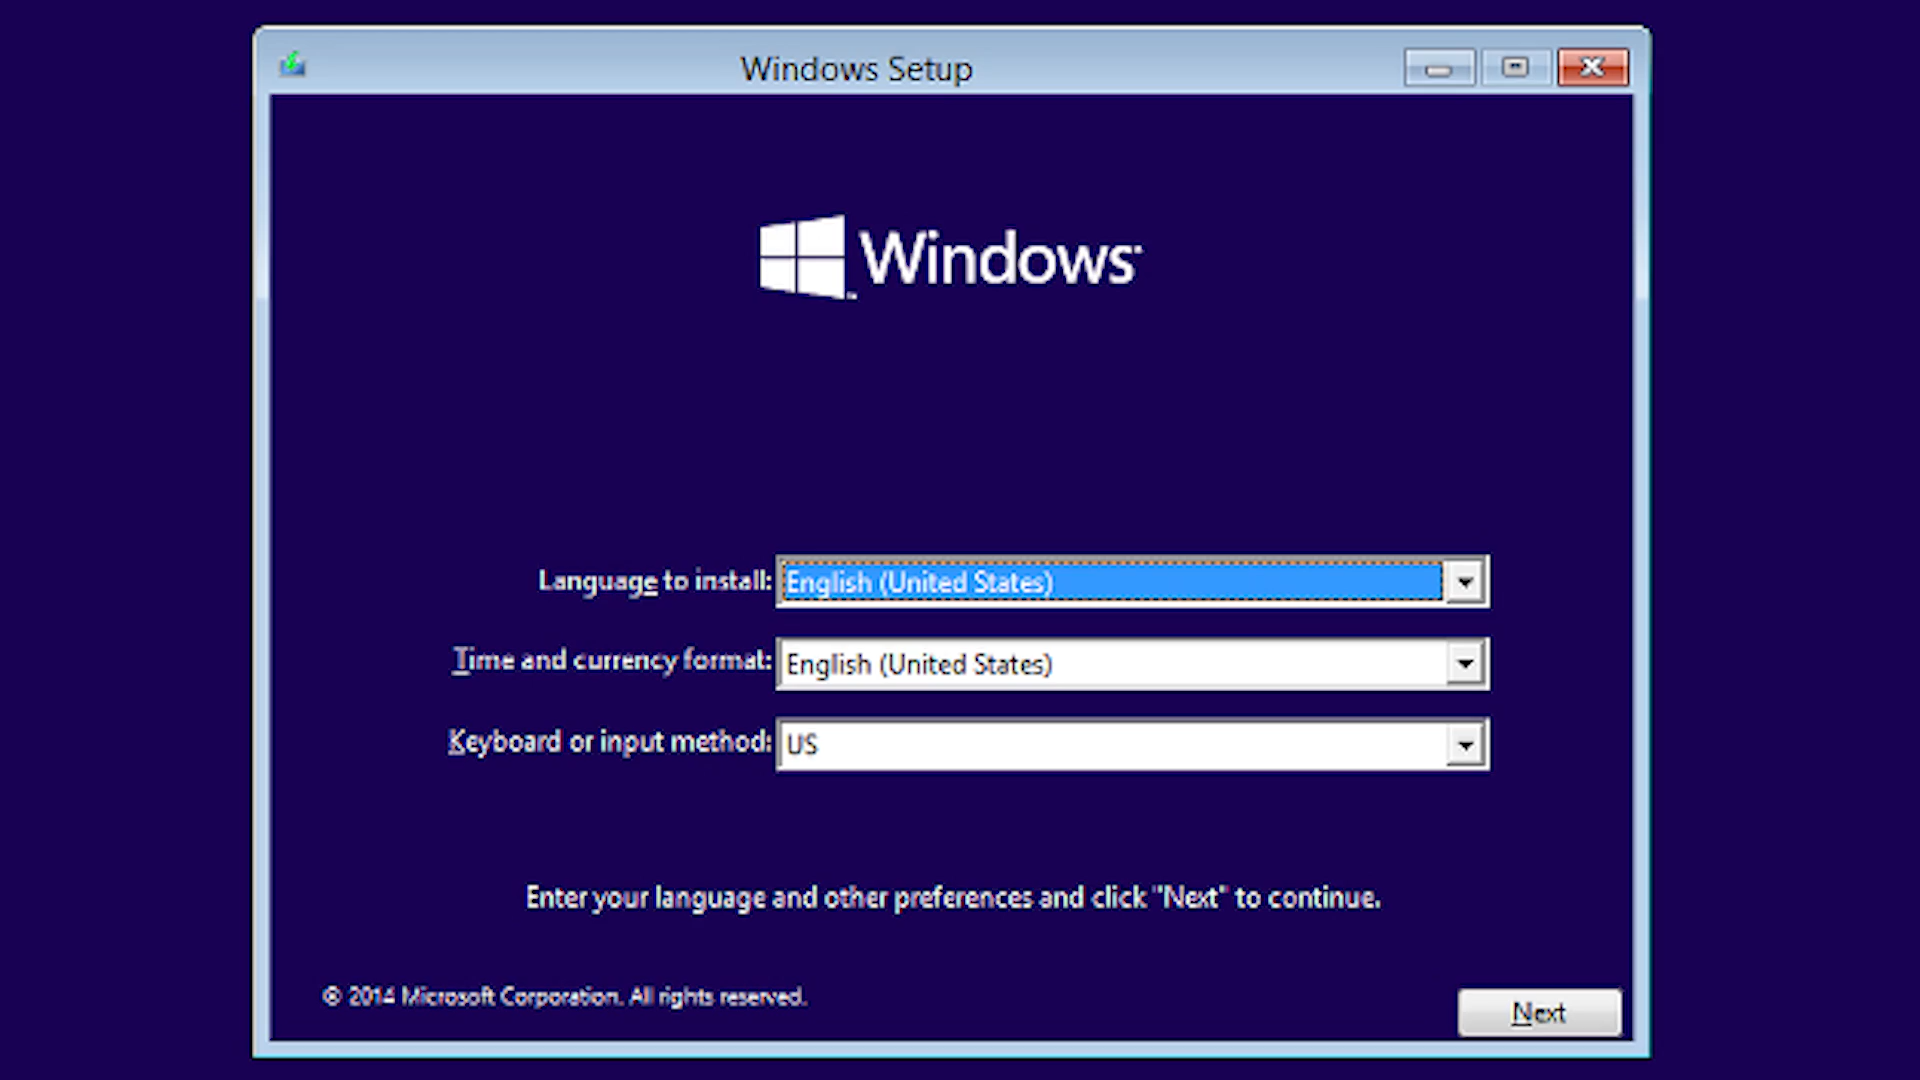 Windows Setup
Windows
Language to install: English (United States)
Time and currency format: English (United States)
Keyboard or input method: US
Enter your language and other preferences and click "Next" to continue.
© 2014 Microsoft Corporation. All rights reserved.
Next